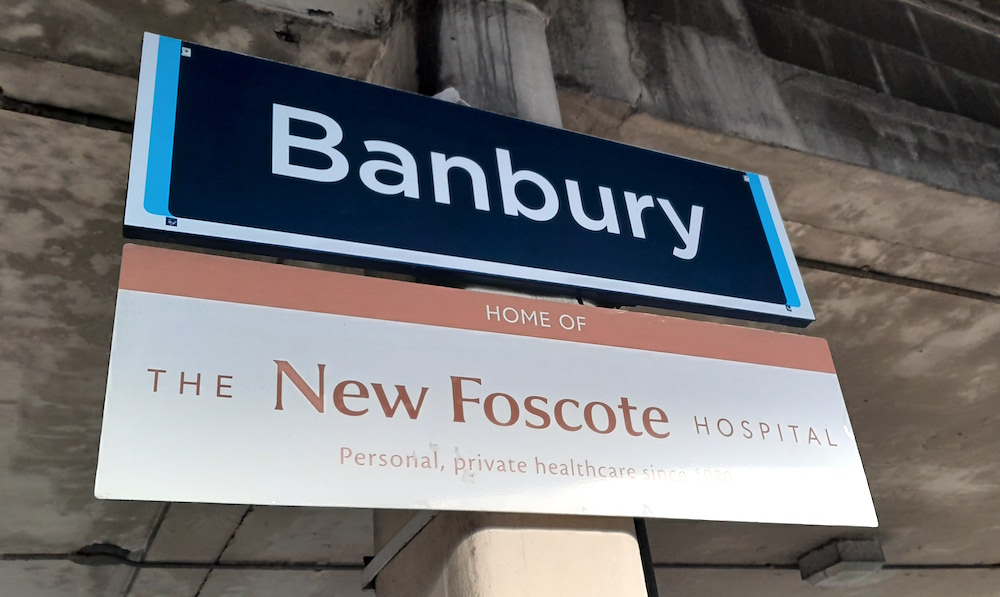 Banbury
HOME OF
THE New Foscote HOSPITAL
Personal, private healthcare since